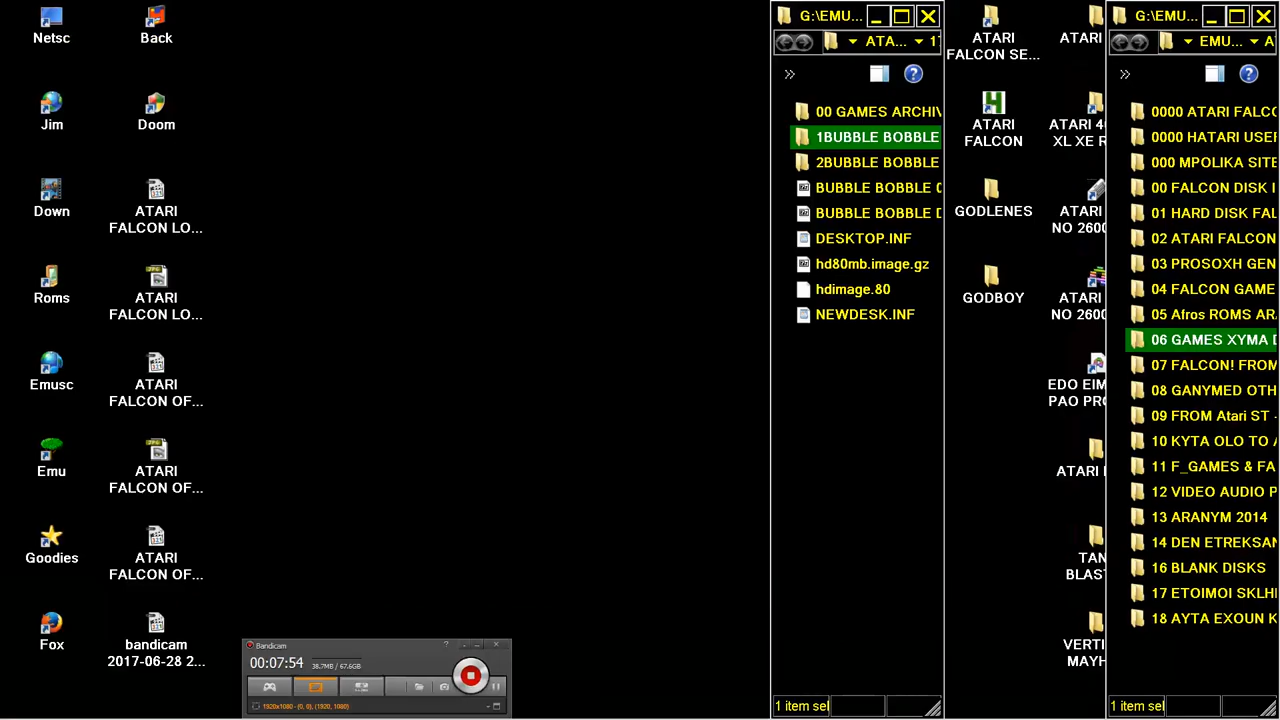 Netsc
Back
Jim
Doom
Down
ATARI
FALCON LO...
Roms
ATARI
FALCON LO...
Emusc
ATARI
FALCON OF...
Emu
ATARI
FALCON OF...
Goodies
ATARI
FALCON OF...
Fox
bandicam
2017-06-28 2...
Bandicam
00:07:54
38.7MB / 67.6GB
1920x1080 - (0, 0), (1920, 1080)
G:\EMU...
ATA...
00 GAMES ARCHIV
1BUBBLE BOBBLE
2BUBBLE BOBBLE
BUBBLE BOBBLE
BUBBLE BOBBLE
DESKTOP.INF
hd80mb.image.gz
hdimage.80
NEWDESK.INF
1 item sel
ATARI
FALCON SE...
ATARI
FALCON
GODLENES
GODBOY
ATARI
ATARI 4
XL XE R
ATARI
NO 2600
ATARI
NO 2600
EDO EIM
PAO PRO
ATARI
TAN
BLAST
VERTI
MAYH
G:\EMU...
EMU...
0000 ATARI FALC
0000 HATARI USE
000 MPOLIKA SITE
00 FALCON DISK I
01 HARD DISK FAL
02 ATARI FALCON
03 PROSOXH GEN
04 FALCON GAME
05 Afros ROMS AR
06 GAMES XYMA
07 FALCON! FROM
08 GANYMED OTH
09 FROM Atari ST -
10 KYTA OLO TO
11 F_GAMES & FA
12 VIDEO AUDIO P
13 ARANYM 2014
14 DEN ETREKSAN
16 BLANK DISKS
17 ETOIMOI SKLH
18 AYTA EXOUN K
1 item sel